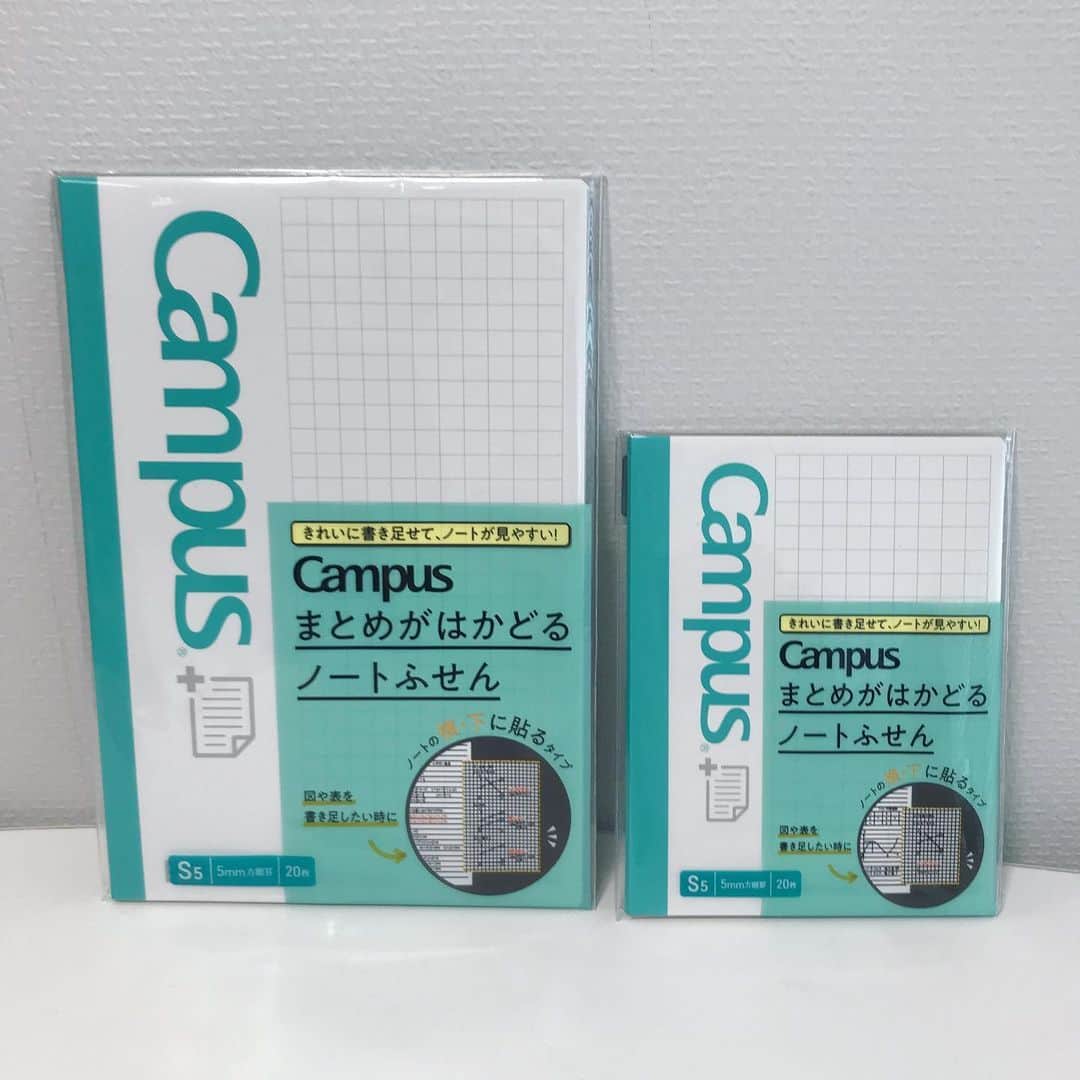 Campus
きれいに書き足せて、ノートが見やすい!
Campus
まとめがはかどる
ノートふせん
ノートの横・下に貼るタイプ
図や表を
書き足したい時に
S5 5mm方眼罫 20枚
Campus
きれいに書き足せて、ノートが見やすい!
Campus
まとめがはかどる
ノートふせん
ノートの横・下に貼るタイプ
図や表を
書き足したい時に
S5 5mm方眼罫 20枚